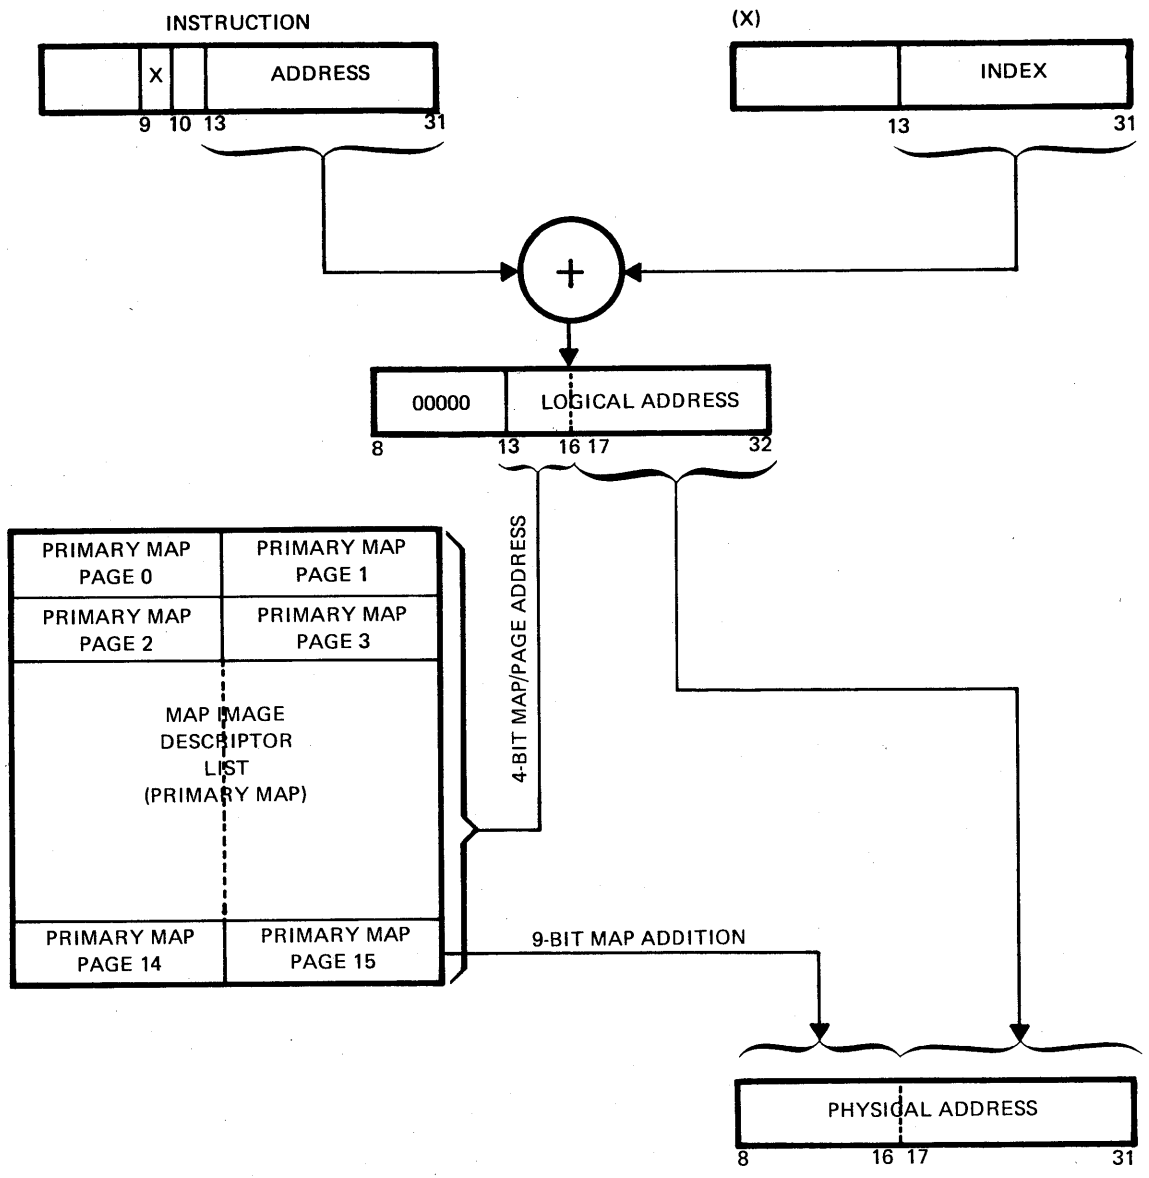 INSTRUCTION
(X)
X
ADDRESS
INDEX
9 10 13 31
13 31
+
00000 LOGICAL ADDRESS
8 13 16 17 32
4-BIT MAP/PAGE ADDRESS
PRIMARY MAP
PAGE 0
PRIMARY MAP
PAGE 1
PRIMARY MAP
PAGE 2
PRIMARY MAP
PAGE 3
MAP IMAGE
DESCRIPTOR
LIST
(PRIMARY MAP)
PRIMARY MAP
PAGE 14
PRIMARY MAP
PAGE 15
9-BIT MAP ADDITION
PHYSICAL ADDRESS
8 16 17 31